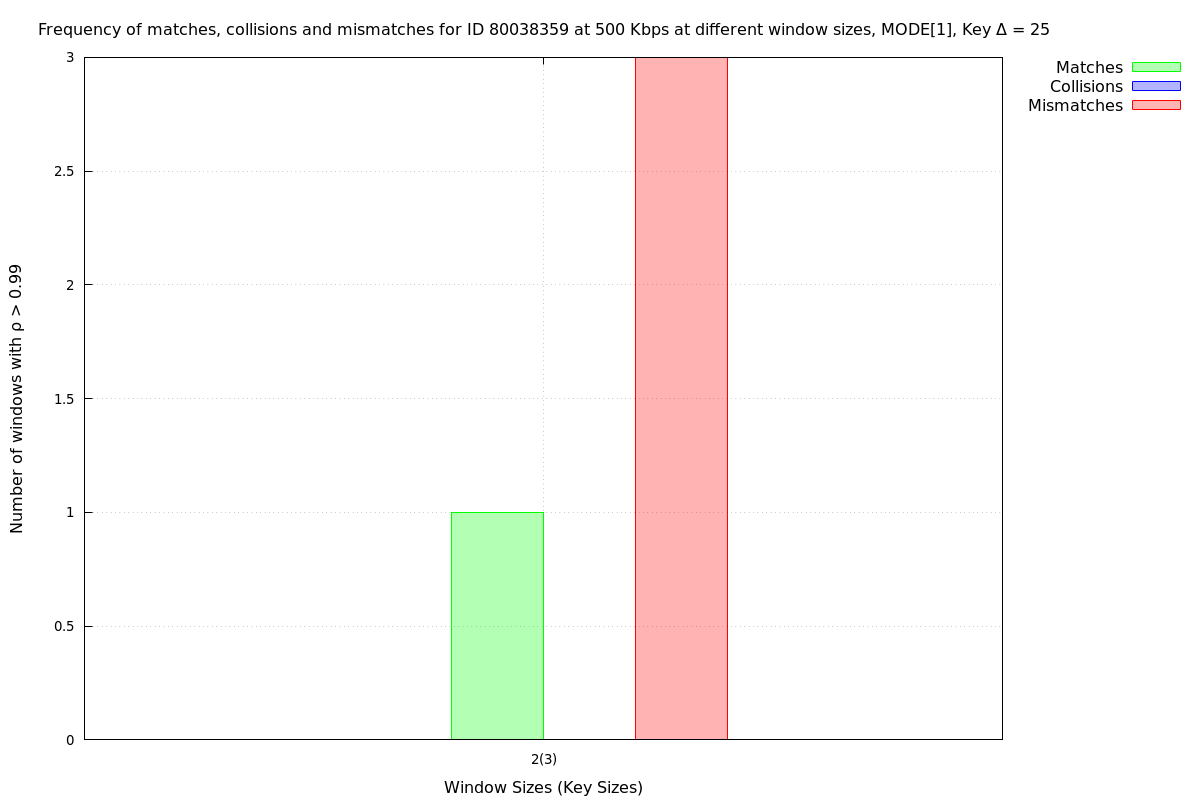 Frequency of matches, collisions and mismatches for ID 80038359 at 500 Kbps at different window sizes, MODE[1], Key Δ = 25
Matches
Collisions
Mismatches
3
2.5
2
1.5
1
0.5
0
Number of windows with ρ > 0.99
2(3)
Window Sizes (Key Sizes)